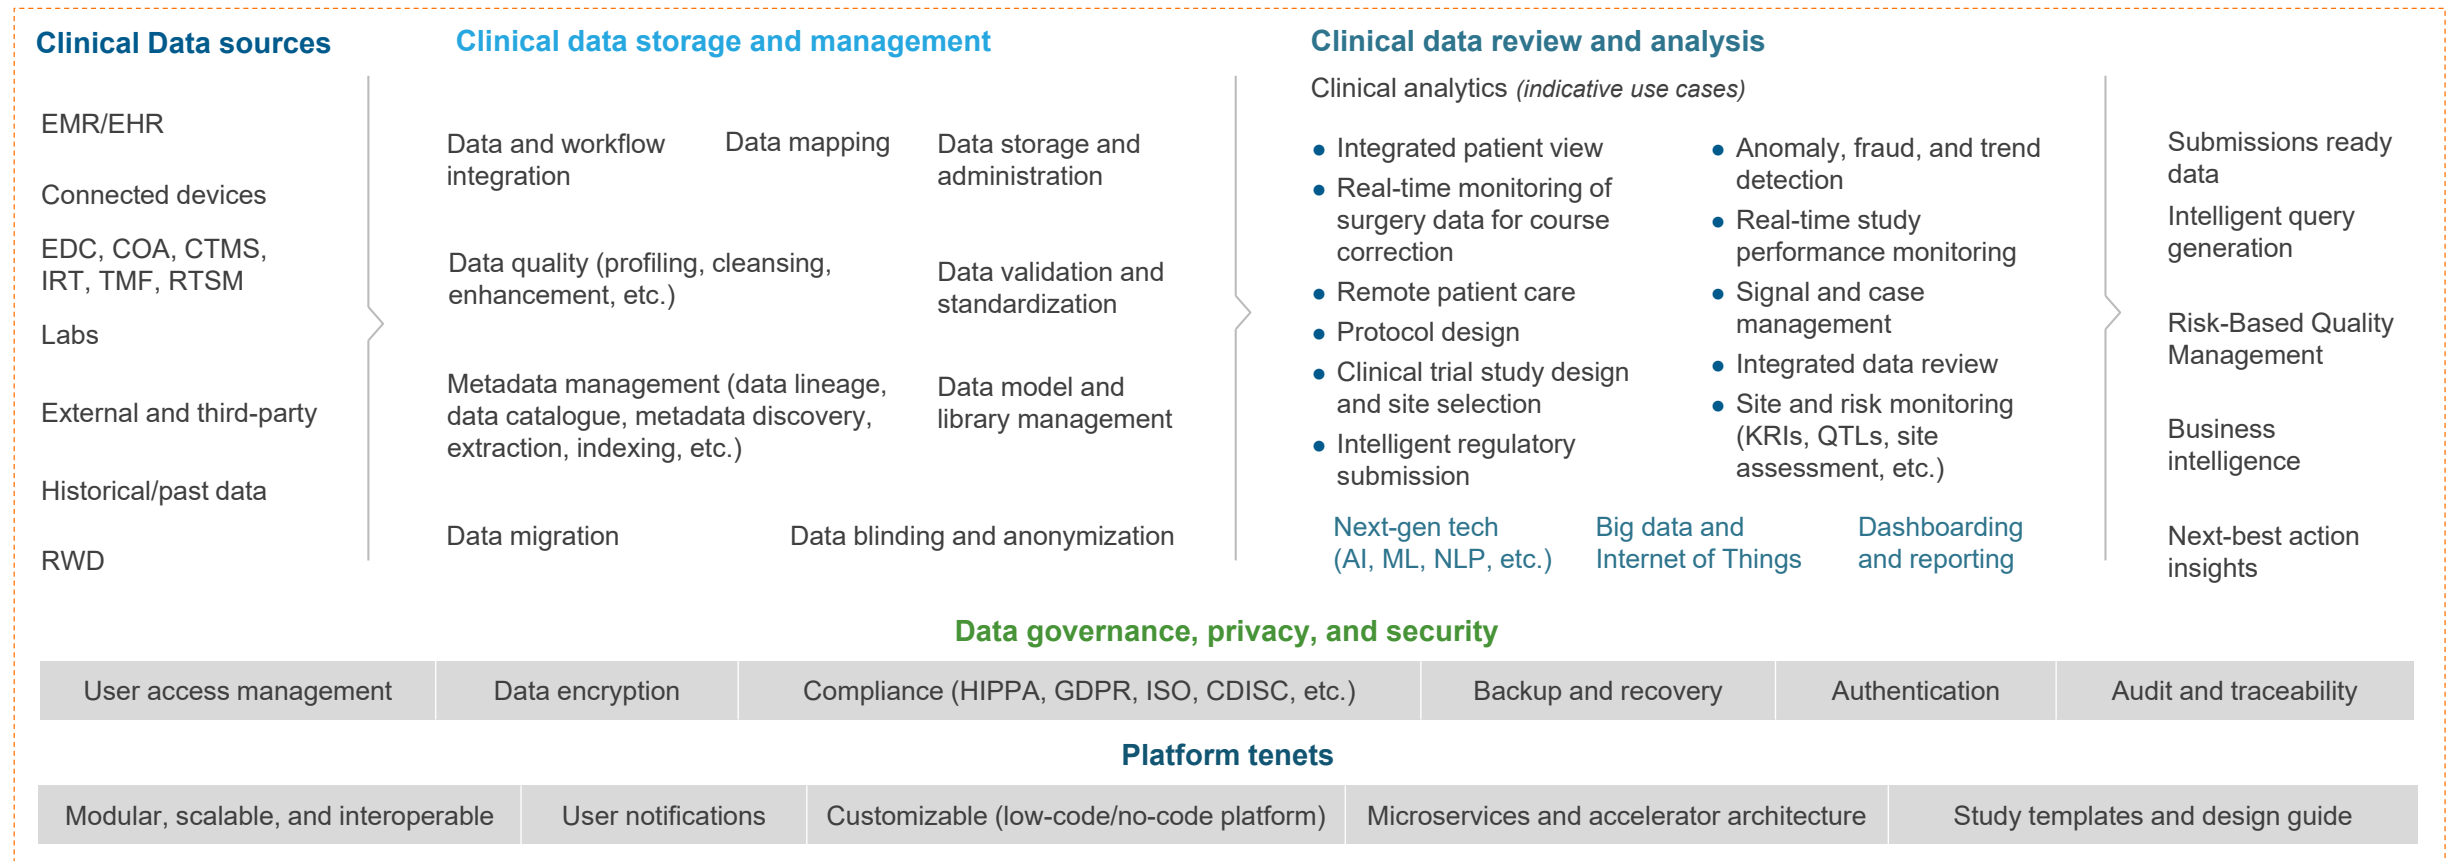 Clinical Data sources
EMR/EHR
Connected devices
EDC, COA, CTMS,
IRT, TMF, RTSM
Labs
External and third-party
Historical/past data
RWD
Clinical data storage and management
Data and workflow
integration
Data mapping
Data storage and
administration
Data quality (profiling, cleansing,
enhancement, etc.)
Data validation and
standardization
Metadata management (data lineage,
data catalogue, metadata discovery,
extraction, indexing, etc.)
Data model and
library management
Data migration
Data blinding and anonymization
Clinical data review and analysis
Clinical analytics (indicative use cases)
● Integrated patient view
● Real-time monitoring of
surgery data for course
correction
● Remote patient care
● Protocol design
● Clinical trial study design
and site selection
● Intelligent regulatory
submission
● Anomaly, fraud, and trend
detection
● Real-time study
performance monitoring
● Signal and case
management
● Integrated data review
● Site and risk monitoring
(KRIs, QTLs, site
assessment, etc.)
Next-gen tech
(AI, ML, NLP, etc.)
Big data and
Internet of Things
Dashboarding
and reporting
Submissions ready
data
Intelligent query
generation
Risk-Based Quality
Management
Business
intelligence
Next-best action
insights
Data governance, privacy, and security
User access management
Data encryption
Compliance (HIPPA, GDPR, ISO, CDISC, etc.)
Backup and recovery
Authentication
Audit and traceability
Platform tenets
Modular, scalable, and interoperable
User notifications
Customizable (low-code/no-code platform)
Microservices and accelerator architecture
Study templates and design guide